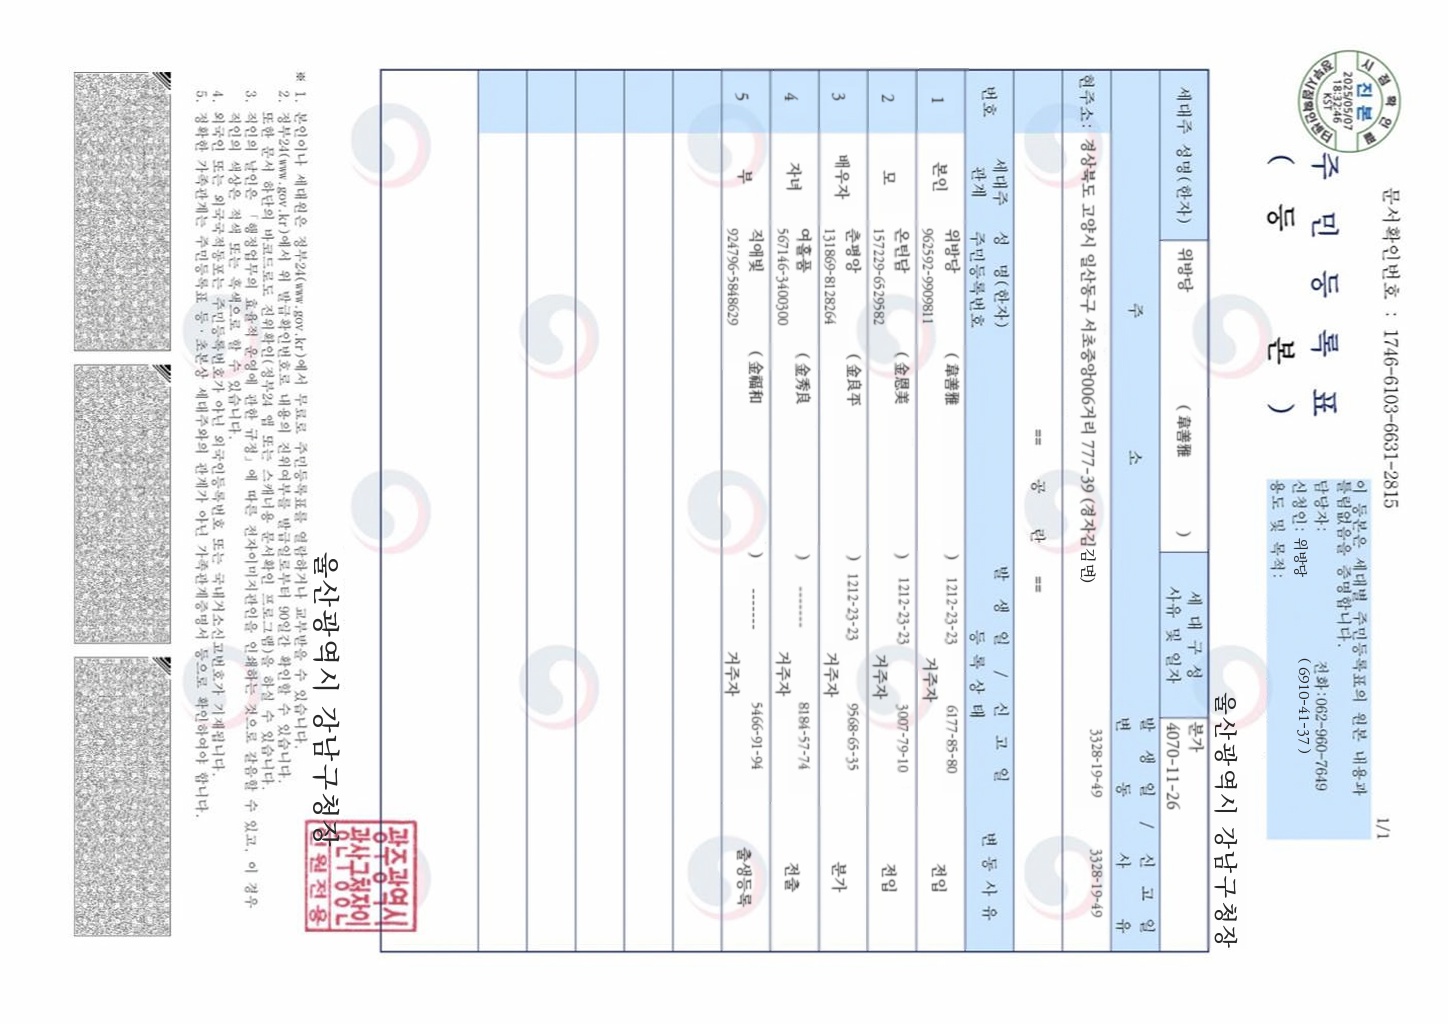 문서확인번호 : 1746-6103-6631-2815
1/1
시점확인필
진본
2025/05/07
18:32:46
KST
정부시점확인센터
주 민 등 록 표
( 등 본 )
이 등본은 세대별 주민등록표의 원본 내용과
틀림없음을 증명합니다.
담당자: 전화:062-960-7649
신청인: 위방당 (6910-41-37)
용도 및 목적:
울산광역시 강남구청장
세대주 성명(한자) 위방당 ( 韋善雅 ) 세 대 구 성 사유 및 일자 분가 4070-11-26
주 소 발 생 일 / 신 고 일
변 동 사 유
현주소: 경상북도 고양시 일산동구 서초중앙006거리 777-39 (경자김김면) 3328-19-49 3328-19-49
== 공 란 ==
번호 세대주 관계 성 명(한자) 주민등록번호 발 생 일 / 신 고 일 등 록 상 태 변 동 사 유
1 본인 위방당 ( 韋善雅 ) 1212-23-23 6177-85-80 전입
962592-9909811 거주자
2 모 은틴담 ( 金恩美 ) 1212-23-23 3007-79-10 전입
157229-6529582 거주자
3 배우자 춘평앙 ( 金良平 ) 1212-23-23 9568-65-35 분가
131869-8128264 거주자
4 자녀 여흘품 ( 金秀良 ) ------- 8184-57-74 전출
567146-3400300 거주자
5 부 직애빛 ( 金福和 ) ------- 5466-91-94 출생등록
924796-5848629 거주자
울산광역시 강남구청장
광주광역시
광산구청장인
민원전용
※ 1. 본인이나 세대원은 정부24(www.gov.kr)에서 무료로 주민등록표를 열람하거나 교부받을 수 있습니다.
2. 정부24(www.gov.kr)에서 위 발급확인번호로 내용의 진위여부를 발급일로부터 90일간 확인할 수 있습니다.
또한 문서 하단의 바코드로도 진위확인(정부24 앱 또는 스캐너용 문서확인 프로그램)을 하실 수 있습니다.
3. 직인의 날인은 「행정업무의 효율적 운영에 관한 규정」에 따른 전자이미지관인을 인쇄하는 것으로 갈음할 수 있고, 이 경우
직인의 색상은 적색 또는 흑색으로 할 수 있습니다.
4. 외국인 또는 외국국적동포는 주민등록번호가 아닌 외국인등록번호 또는 국내거소신고번호가 기재됩니다.
5. 정확한 가족관계는 주민등록표 등·초본상 세대주와의 관계가 아닌 가족관계증명서 등으로 확인하여야 합니다.